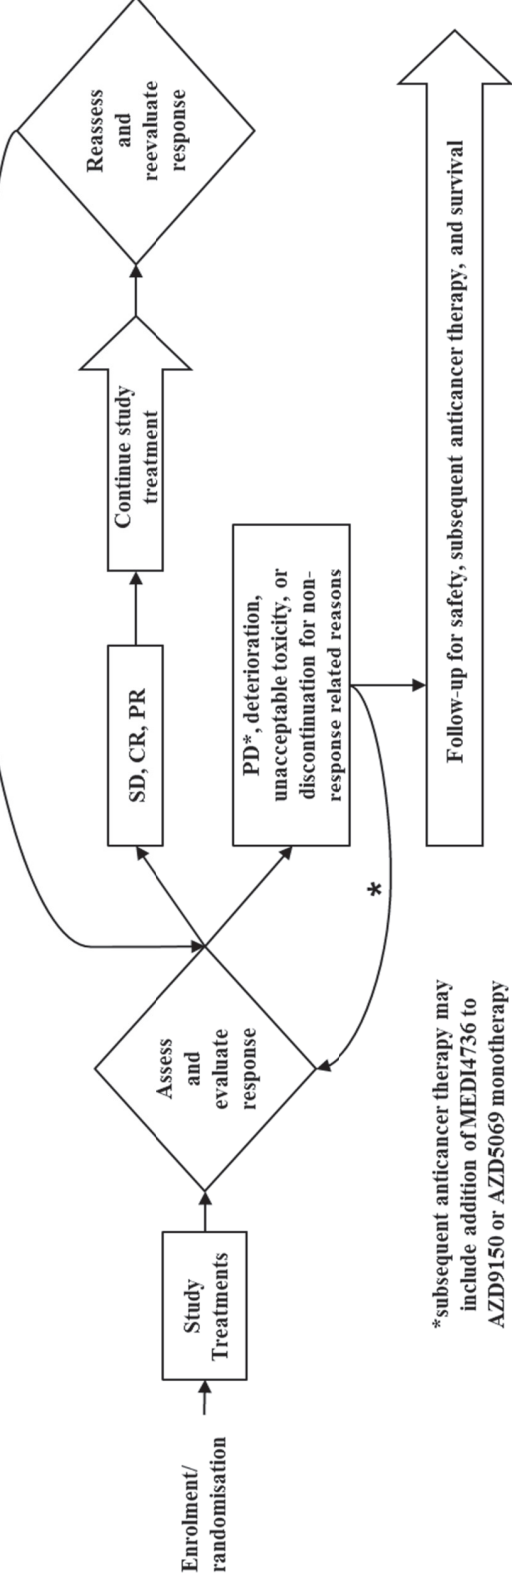 Enrolment/
randomisation
Study
Treatments
Assess
and
evaluate
response
SD, CR, PR
Continue study
treatment
Reassess
and
reevaluate
response
PD*, deterioration,
unacceptable toxicity, or
discontinuation for non-
response related reasons
*
Follow-up for safety, subsequent anticancer therapy, and survival
*subsequent anticancer therapy may
include addition of MEDI4736 to
AZD9150 or AZD5069 monotherapy